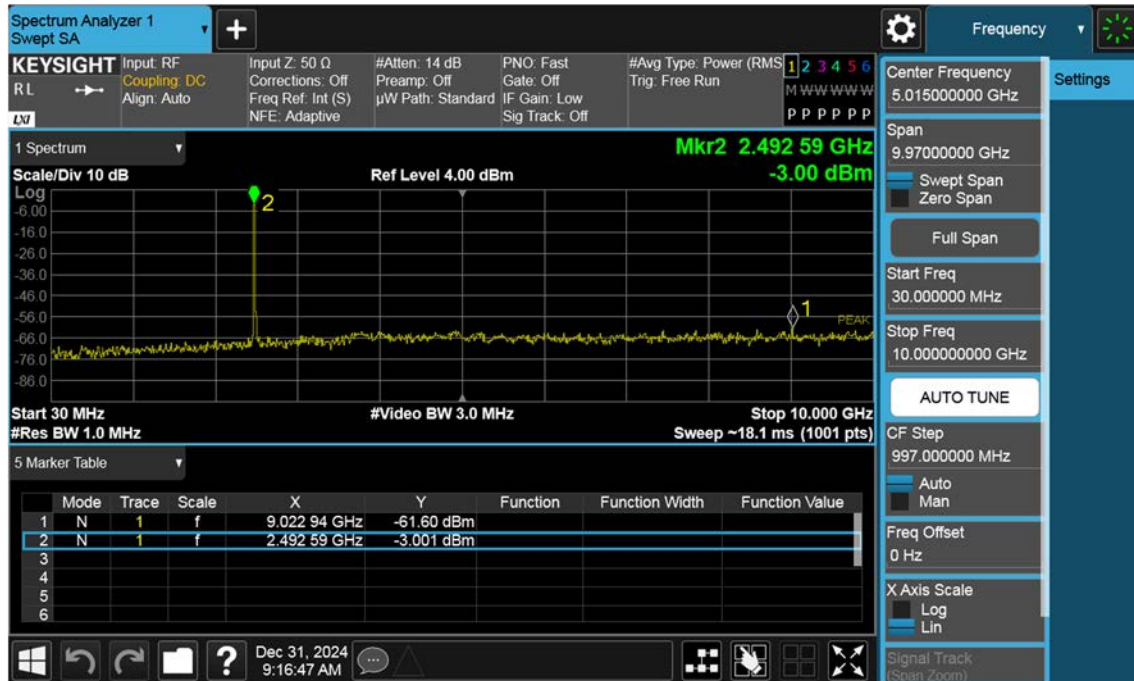 Spectrum Analyzer 1
Swept SA
+
Frequency
KEYSIGHT
RL
LXI
Input: RF
Coupling: DC
Align: Auto
Input Z: 50 Ω
Corrections: Off
Freq Ref: Int (S)
NFE: Adaptive
#Atten: 14 dB
Preamp: Off
µW Path: Standard
PNO: Fast
Gate: Off
IF Gain: Low
Sig Track: Off
#Avg Type: Power (RMS
Trig: Free Run
1 2 3 4 5 6
M W W W W W
P P P P P P
Center Frequency
5.015000000 GHz
Settings
1 Spectrum
Mkr2 2.492 59 GHz
-3.00 dBm
Scale/Div 10 dB
Ref Level 4.00 dBm
Log
-6.00
-16.0
-26.0
-36.0
-46.0
-56.0
-66.0
-76.0
-86.0
2
1
PEAK
Start 30 MHz
#Video BW 3.0 MHz
Stop 10.000 GHz
#Res BW 1.0 MHz
Sweep ~18.1 ms (1001 pts)
Span
9.97000000 GHz
Swept Span
Zero Span
Full Span
Start Freq
30.000000 MHz
Stop Freq
10.000000000 GHz
AUTO TUNE
CF Step
997.000000 MHz
Auto
Man
Freq Offset
0 Hz
X Axis Scale
Log
Lin
Signal Track
(Span Zoom)
5 Marker Table
Mode Trace Scale X Y Function Function Width Function Value
1 N 1 f 9.022 94 GHz -61.60 dBm
2 N 1 f 2.492 59 GHz -3.001 dBm
3
4
5
6
?
Dec 31, 2024
9:16:47 AM